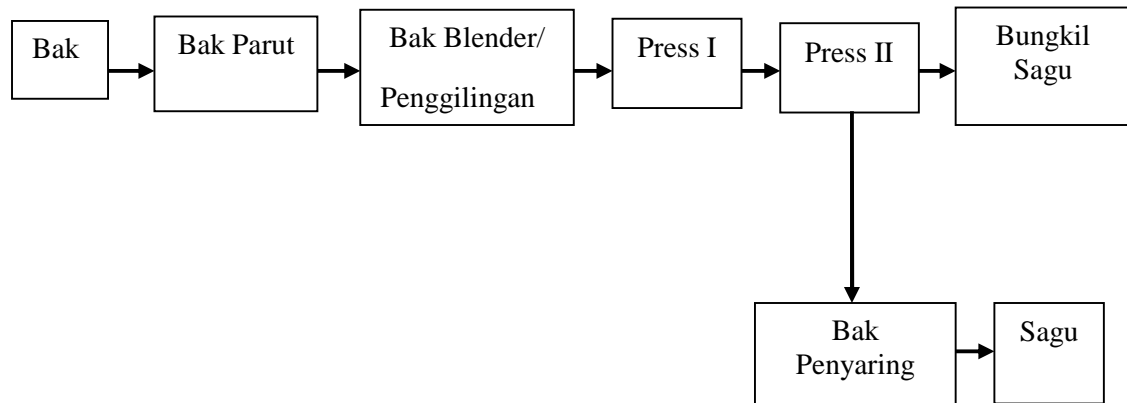 Bak
Bak Parut
Bak Blender/
Penggilingan
Press I
Press II
Bungkil
Sagu
Bak
Penyaring
Sagu